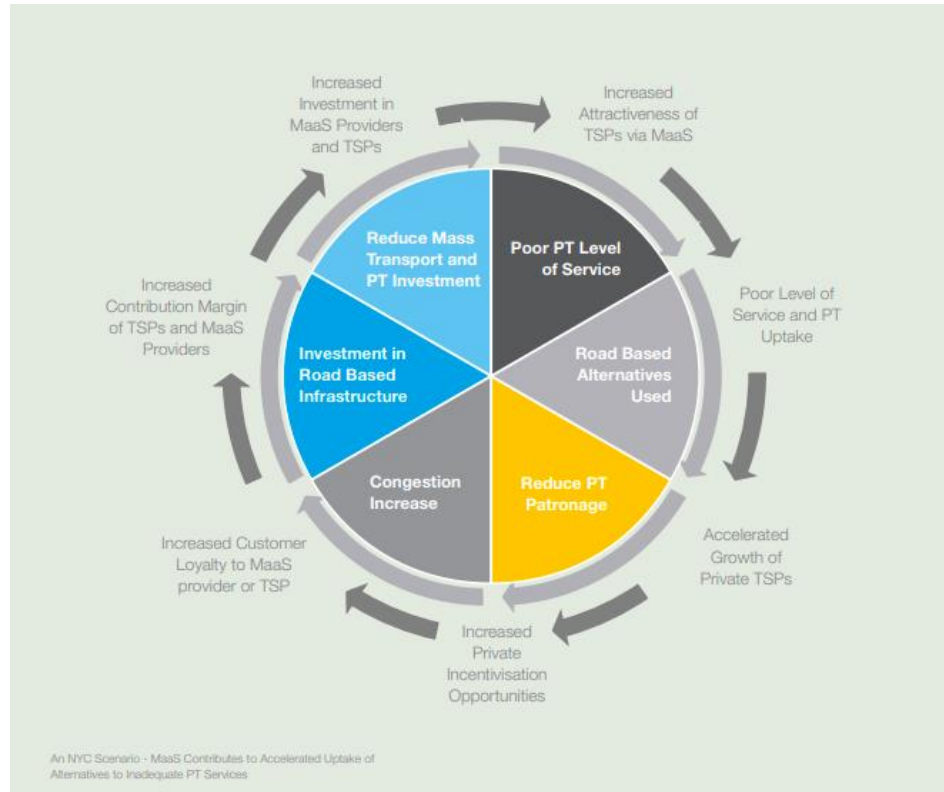 Increased
Investment in
MaaS Providers
and TSPs
Increased
Attractiveness of
TSPs via MaaS
Reduce Mass
Transport and
PT Investment
Poor PT Level
of Service
Increased
Contribution Margin
of TSPs and MaaS
Providers
Poor Level of
Service and PT
Uptake
Investment in
Road Based
Infrastructure
Road Based
Alternatives
Used
Congestion
Increase
Reduce PT
Patronage
Increased Customer
Loyalty to MaaS
provider or TSP
Accelerated
Growth of
Private TSPs
Increased
Private
Incentivisation
Opportunities
An NYC Scenario - MaaS Contributes to Accelerated Uptake of
Alternatives to Inadequate PT Services